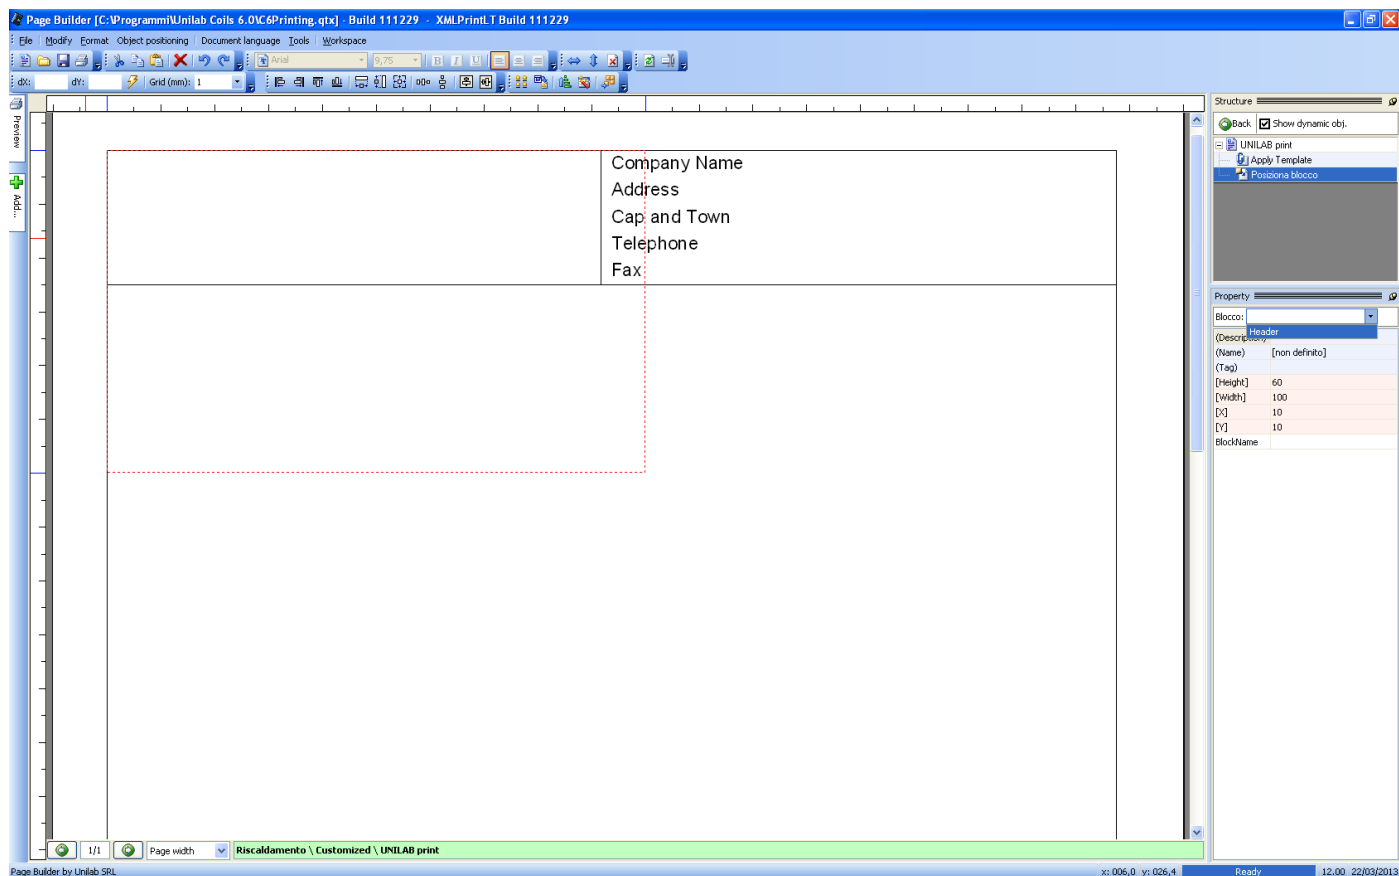 Page Builder [C:\Programmi\Unilab Coils 6.0\C6Printing.qtx] - Build 111229 - XMLPrintLT Build 111229
File Modify Format Object positioning Document language Tools Workspace
Arial 9,75 B I U
dX: dY: Grid (mm): 1
Preview
Add...
Company Name
Address
Cap and Town
Telephone
Fax
Structure
Back Show dynamic obj.
UNILAB print
Apply Template
Posiziona blocco
Property
Blocco:
Header
(Description)
(Name) [non definito]
(Tag)
[Height] 60
[Width] 100
[X] 10
[Y] 10
BlockName
1/1 Page width Riscaldamento \ Customized \ UNILAB print
Page Builder by Unilab SRL x: 006,0 y: 026,4 Ready 12.00 22/03/2013